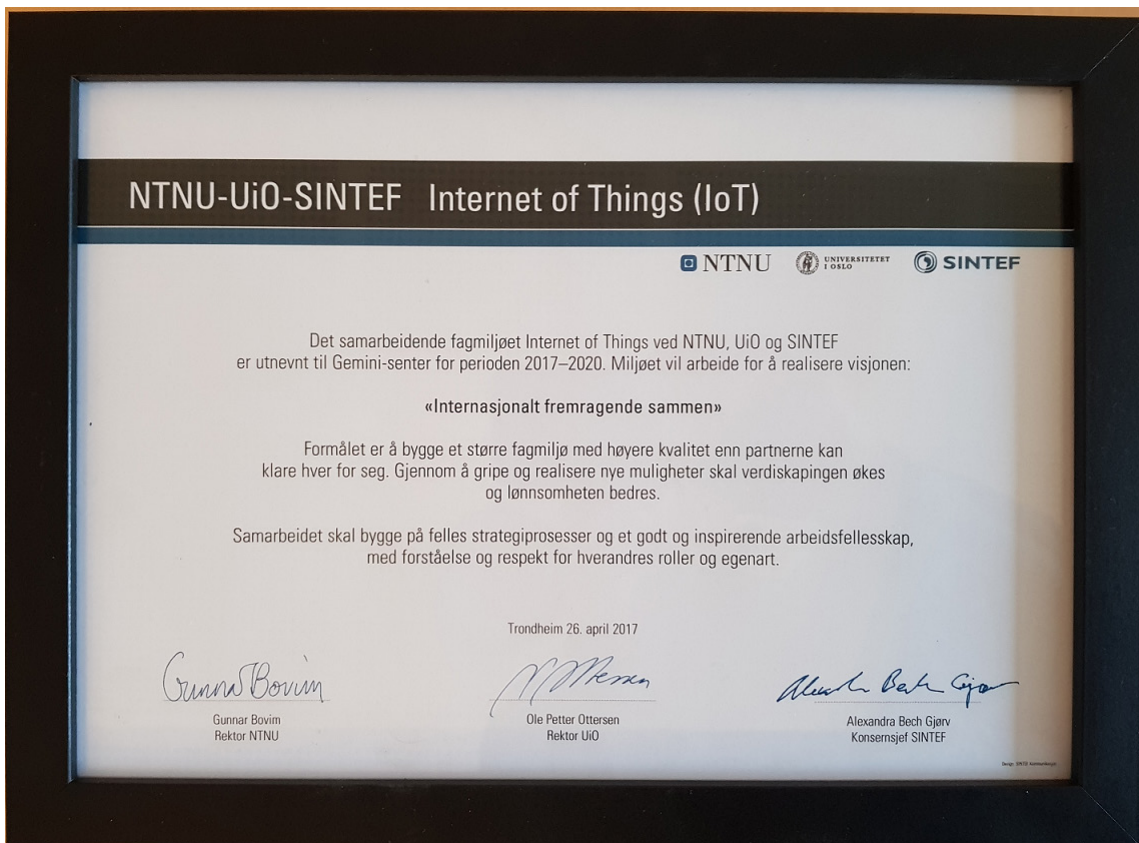 NTNU-UiO-SINTEF Internet of Things (IoT)
NTNU UNIVERSITETET I OSLO SINTEF
Det samarbeidende fagmiljøet Internet of Things ved NTNU, UiO og SINTEF
er utnevnt til Gemini-senter for perioden 2017–2020. Miljøet vil arbeide for å realisere visjonen:
«Internasjonalt fremragende sammen»
Formålet er å bygge et større fagmiljø med høyere kvalitet enn partnerne kan
klare hver for seg. Gjennom å gripe og realisere nye muligheter skal verdiskapingen økes
og lønnsomheten bedres.
Samarbeidet skal bygge på felles strategiprosesser og et godt og inspirerende arbeidsfellesskap,
med forståelse og respekt for hverandres roller og egenart.
Trondheim 26. april 2017
Gunnar Bovim
Rektor NTNU
Ole Petter Ottersen
Rektor UiO
Alexandra Bech Gjørv
Konsernsjef SINTEF